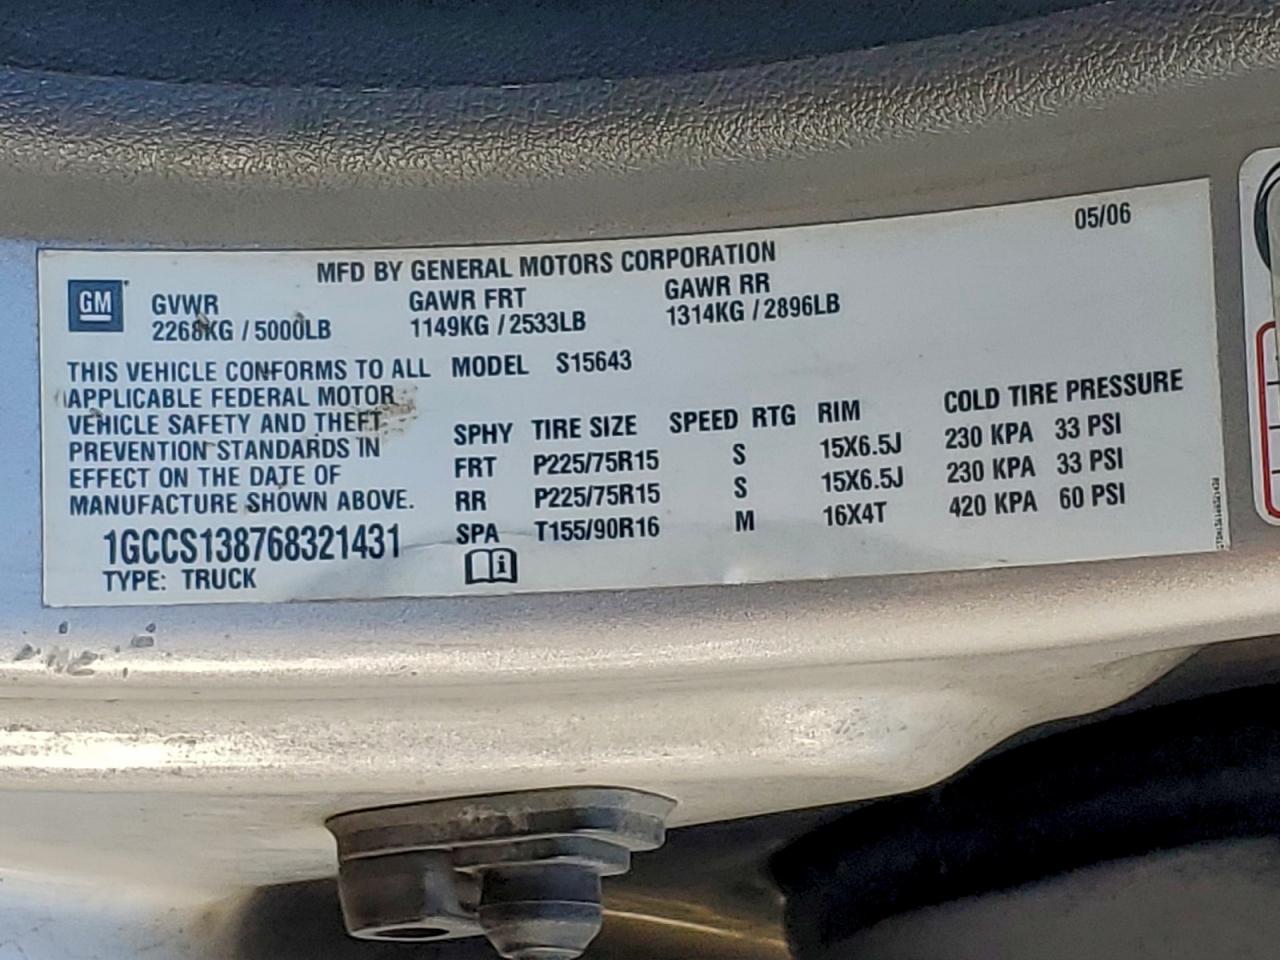 05/06
MFD BY GENERAL MOTORS CORPORATION
GM
GVWR GAWR FRT GAWR RR
2268KG / 5000LB 1149KG / 2533LB 1314KG / 2896LB
THIS VEHICLE CONFORMS TO ALL
APPLICABLE FEDERAL MOTOR
VEHICLE SAFETY AND THEFT
PREVENTION STANDARDS IN
EFFECT ON THE DATE OF
MANUFACTURE SHOWN ABOVE.
1GCCS138768321431
TYPE: TRUCK
MODEL S15643
SPHY TIRE SIZE SPEED RTG RIM COLD TIRE PRESSURE
FRT P225/75R15 S 15X6.5J 230 KPA 33 PSI
RR P225/75R15 S 15X6.5J 230 KPA 33 PSI
SPA T155/90R16 M 16X4T 420 KPA 60 PSI
i